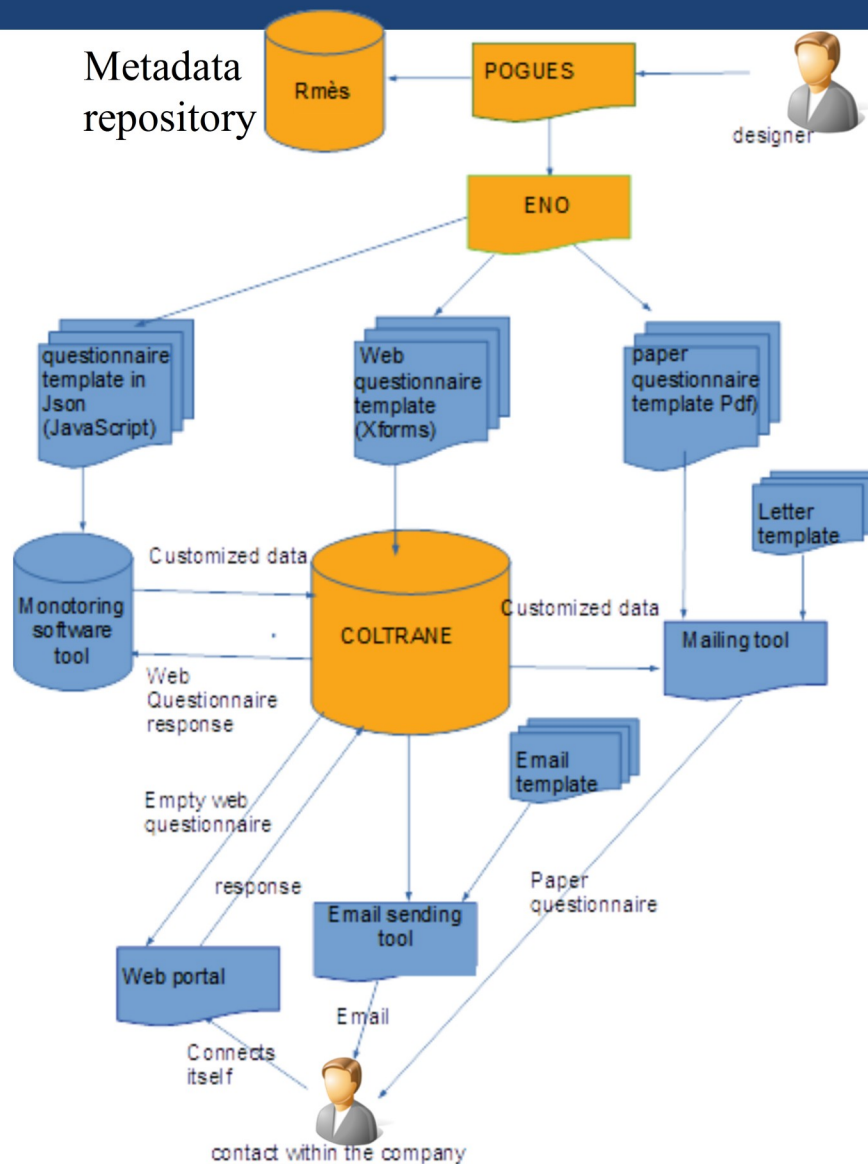 Metadata
repository
Rmès
POGUES
designer
ENO
questionnaire
template in
Json
(JavaScript)
Web
questionnaire
template
(Xforms)
paper
questionnaire
template Pdf)
Letter
template
Monotoring
software
tool
Customized data
COLTRANE
Customized data
Mailing tool
Web
Questionnaire
response
Email
template
Empty web
questionnaire
response
Paper
questionnaire
Email sending
tool
Web portal
Email
Connects
itself
contact within the company